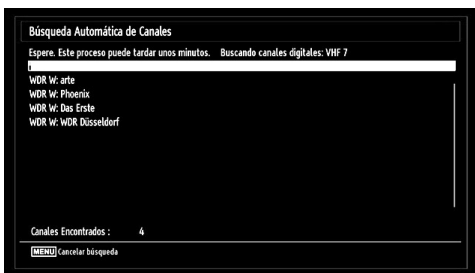 Búsqueda Automática de Canales
Espere. Este proceso puede tardar unos minutos. Buscando canales digitales: VHF 7
WDR W: arte
WDR W: Phoenix
WDR W: Das Erste
WDR W: WDR Düsseldorf
Canales Encontrados : 4
MENU Cancelar búsqueda